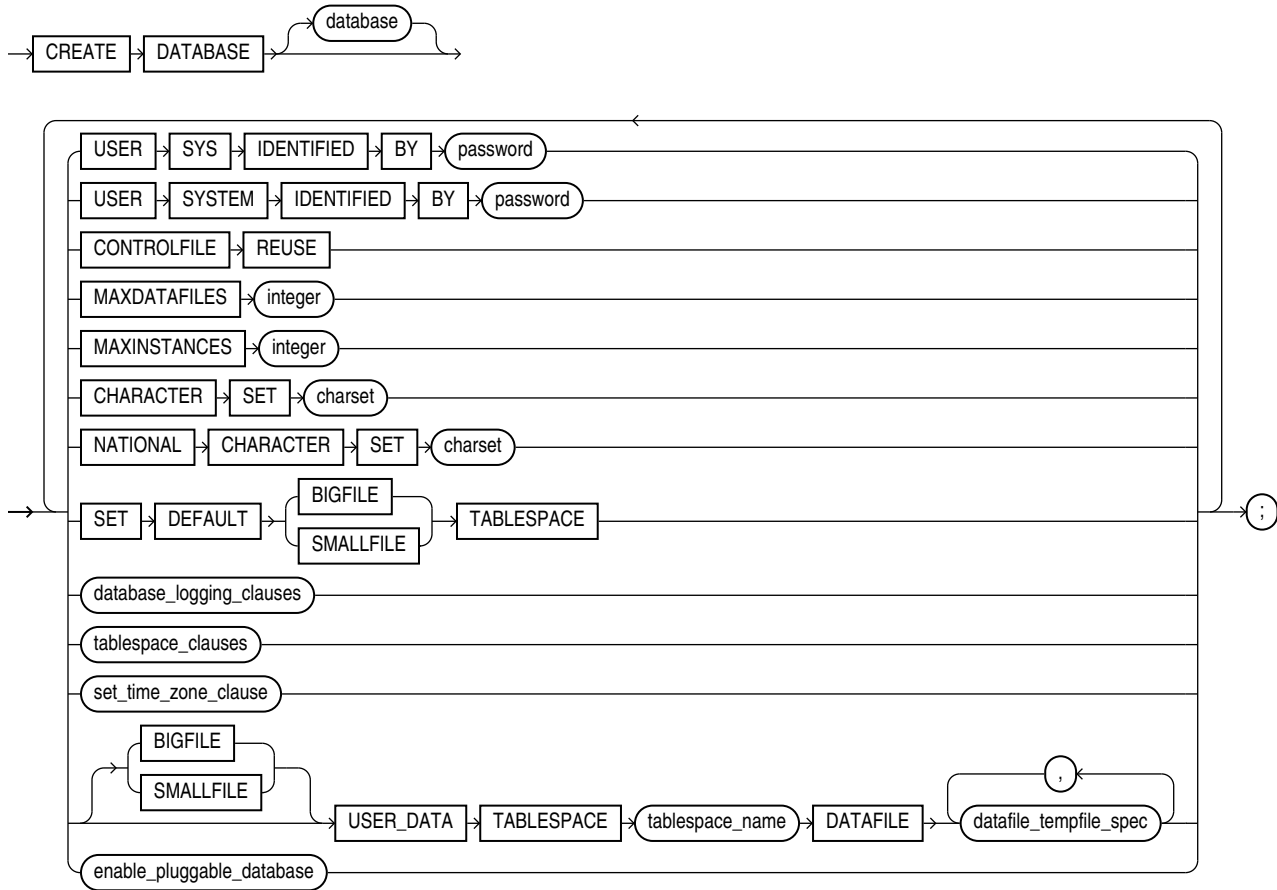 database
CREATE DATABASE
USER SYS IDENTIFIED BY password
USER SYSTEM IDENTIFIED BY password
CONTROLFILE REUSE
MAXDATAFILES integer
MAXINSTANCES integer
CHARACTER SET charset
NATIONAL CHARACTER SET charset
BIGFILE
SET DEFAULT TABLESPACE ;
SMALLFILE
database_logging_clauses
tablespace_clauses
set_time_zone_clause
BIGFILE
SMALLFILE ,
USER_DATA TABLESPACE tablespace_name DATAFILE datafile_tempfile_spec
enable_pluggable_database